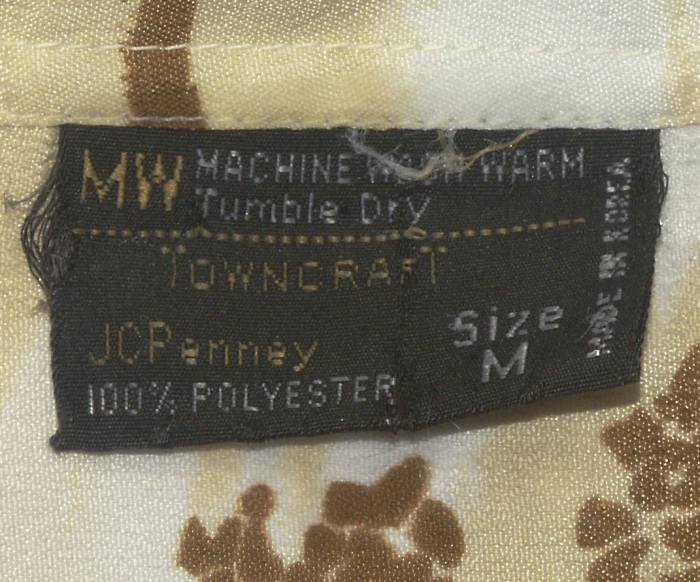 MW MACHINE WASH WARM
Tumble Dry
TOWNCRAFT
JCPenney
100% POLYESTER
Size
M
MADE IN KOREA